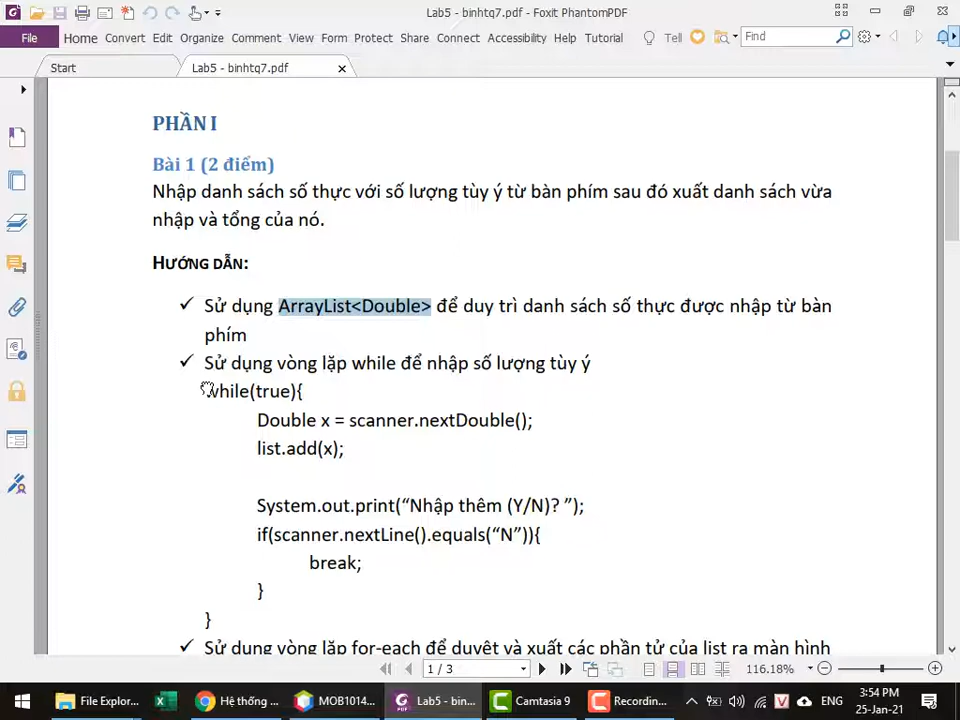 Lab5 - binhtq7.pdf - Foxit PhantomPDF
File Home Convert Edit Organize Comment View Form Protect Share Connect Accessibility Help Tutorial Tell Find
Start Lab5 - binhtq7.pdf
PHẦN I
Bài 1 (2 điểm)
Nhập danh sách số thực với số lượng tùy ý từ bàn phím sau đó xuất danh sách vừa
nhập và tổng của nó.
HƯỚNG DẪN:
Sử dụng ArrayList<Double> để duy trì danh sách số thực được nhập từ bàn
phím
Sử dụng vòng lặp while để nhập số lượng tùy ý
while(true){
Double x = scanner.nextDouble();
list.add(x);
System.out.print(“Nhập thêm (Y/N)? ”);
if(scanner.nextLine().equals(“N”)){
break;
}
}
Sử dụng vòng lặp for-each để duyệt và xuất các phần tử của list ra màn hình
1 / 3 116.18%
File Explor... Hệ thống ... MOB1014... Lab5 - bin... Camtasia 9 Recordin... V 3:54 PM
25-Jan-21